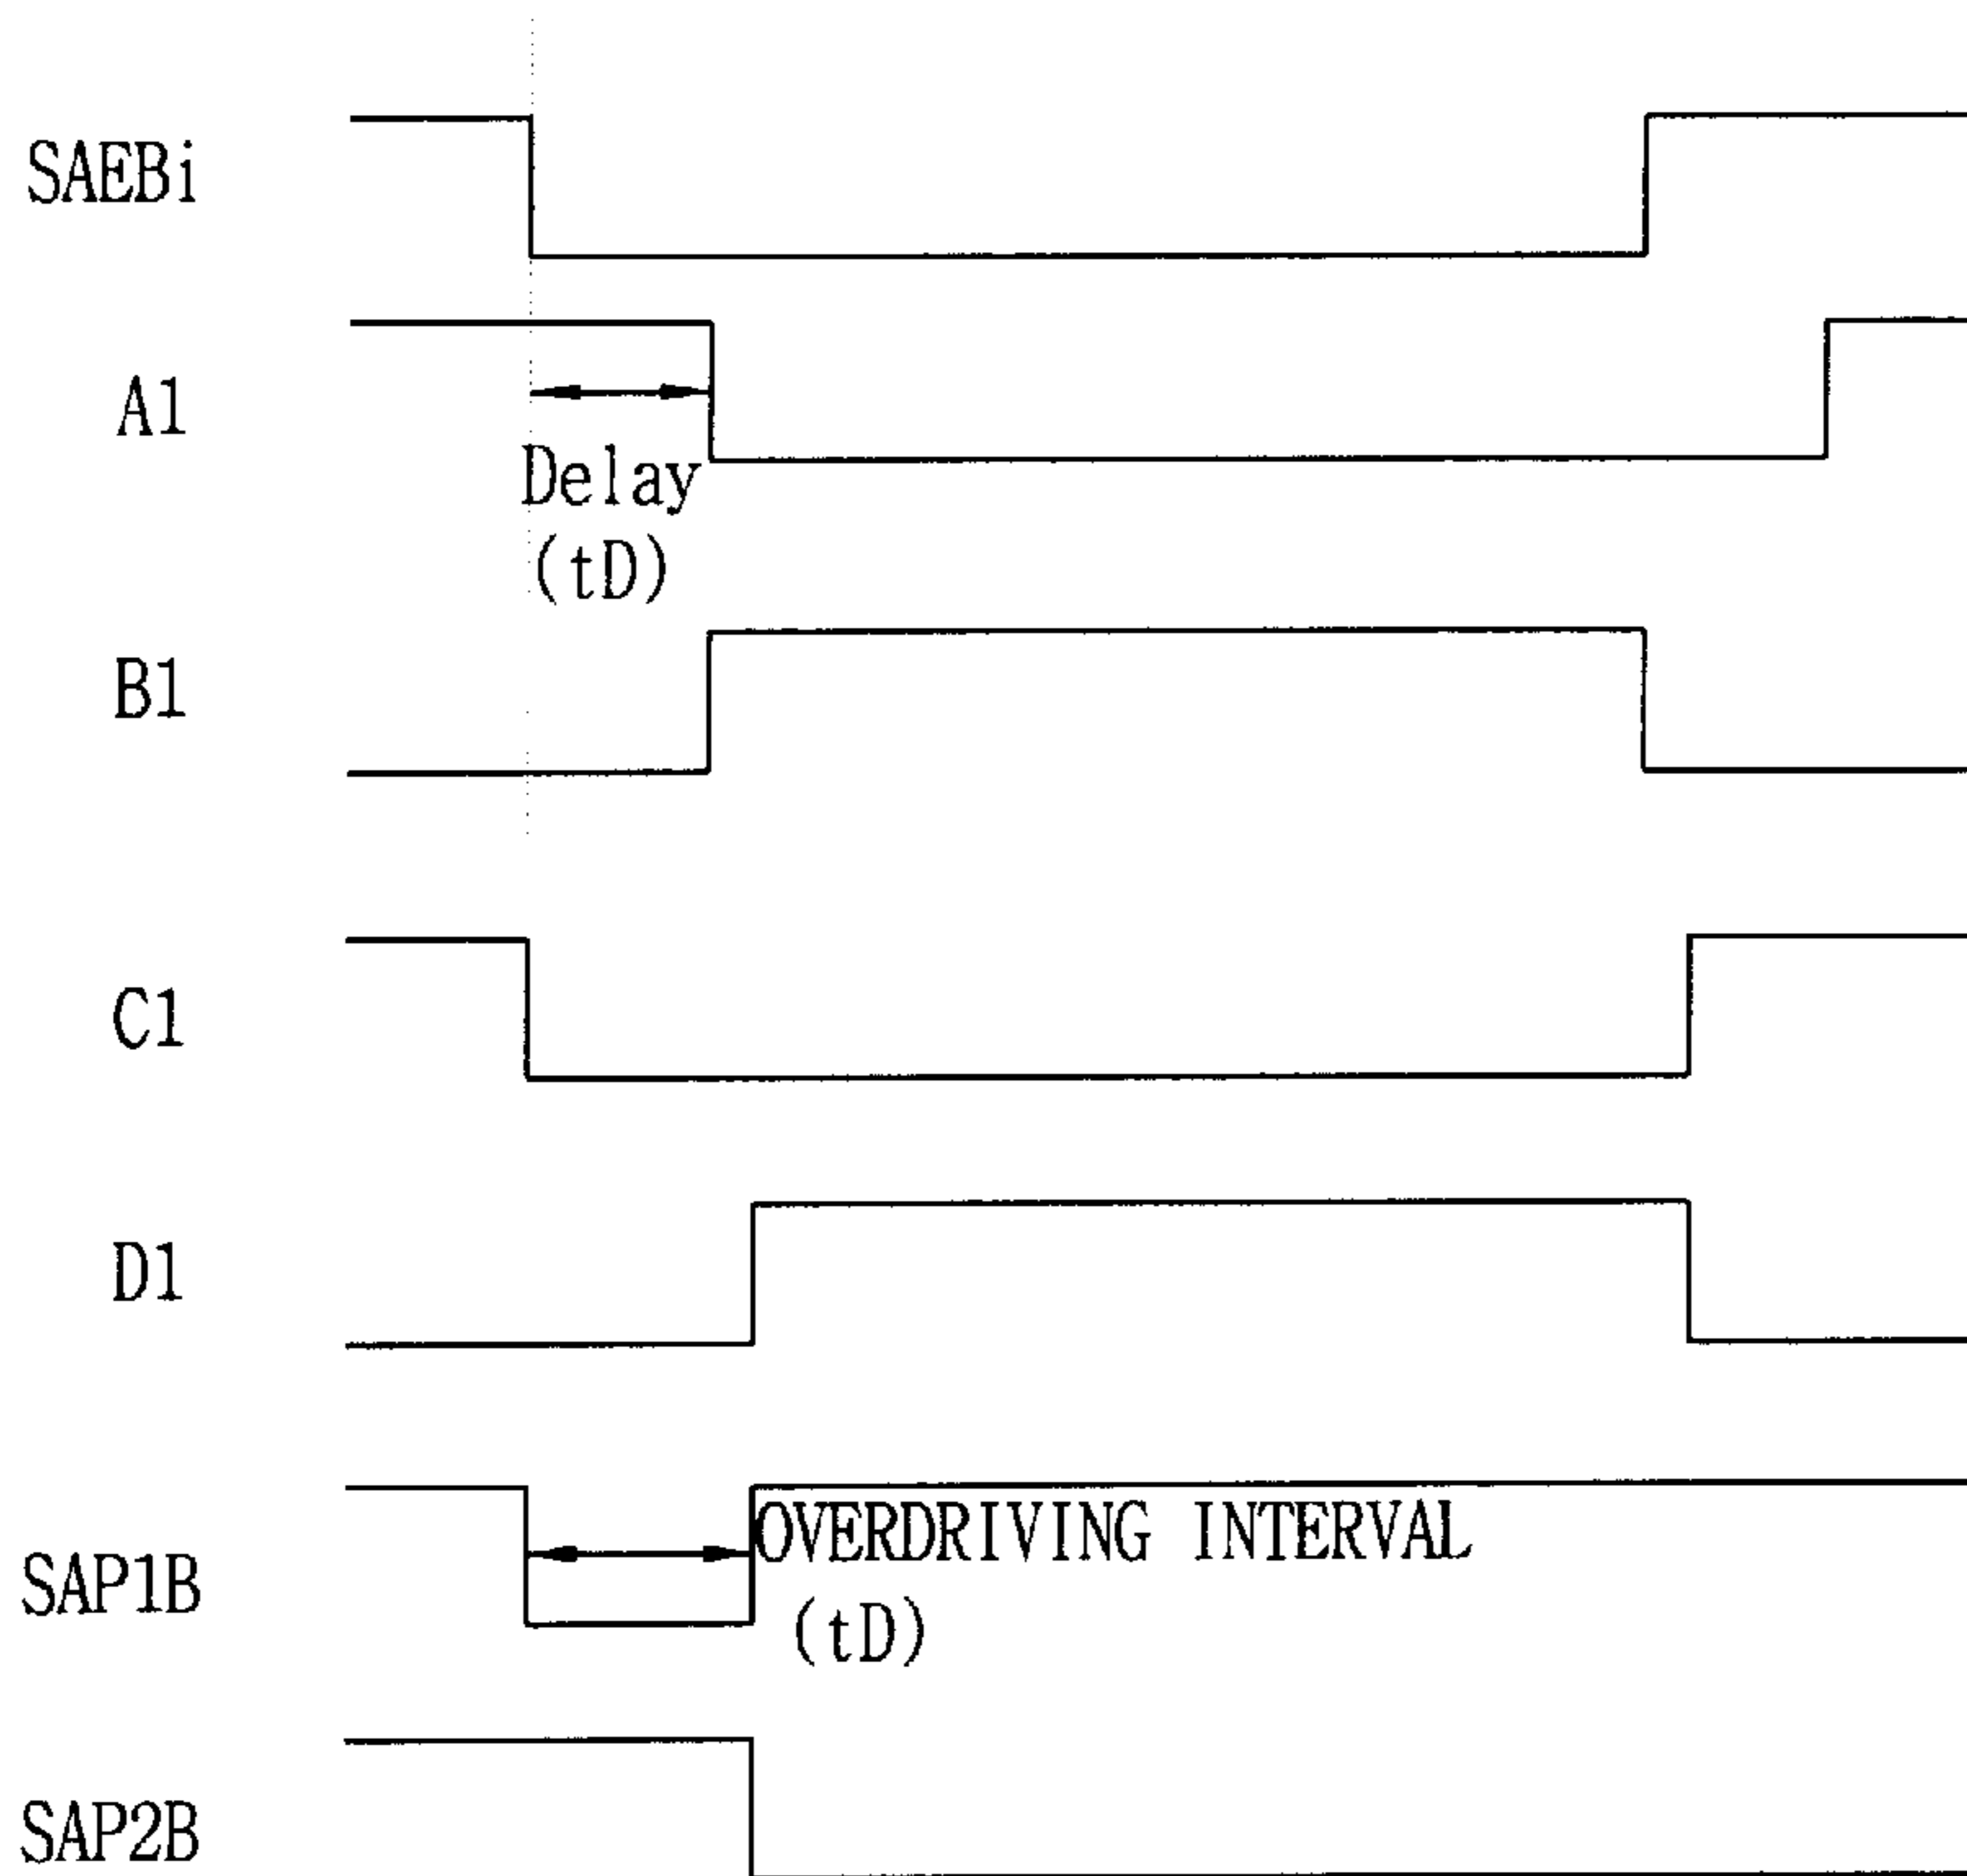 SAEBi
A1
Delay
(tD)
B1
C1
D1
OVERDRIVING INTERVAL
SAP1B
(tD)
SAP2B